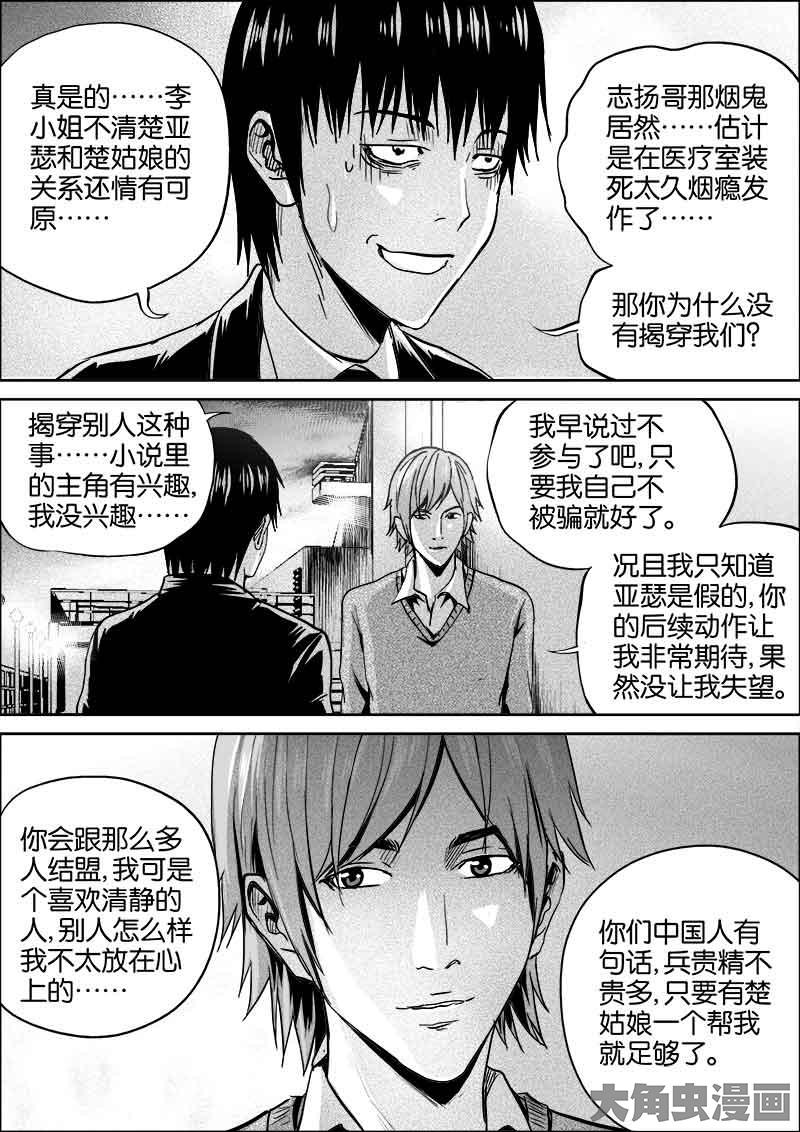 真是的……李
小姐不清楚亚
瑟和楚姑娘的
关系还情有可
原……
志扬哥那烟鬼
居然……估计
是在医疗室装
死太久烟瘾发
作了……
那你为什么没
有揭穿我们?
揭穿别人这种
事……小说里
的主角有兴趣,
我没兴趣……
我早说过不
参与了吧,只
要我自己不
被骗就好了。
况且我只知道
亚瑟是假的,你
的后续动作让
我非常期待,果
然没让我失望。
你会跟那么多
人结盟,我可是
个喜欢清静的
人,别人怎么样
我不太放在心
上的……
你们中国人有
句话,兵贵精不
贵多,只要有楚
姑娘一个帮我
就足够了。
大角虫漫画